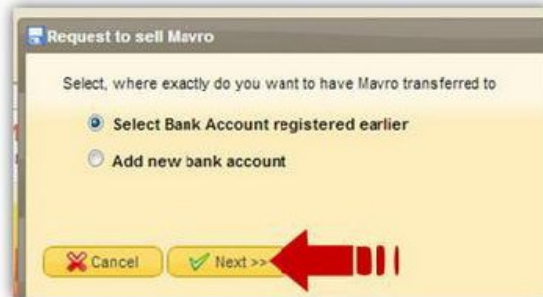 Request to sell Mavro
Select, where exactly do you want to have Mavro transferred to
Select Bank Account registered earlier
Add new bank account
Cancel
Next >>